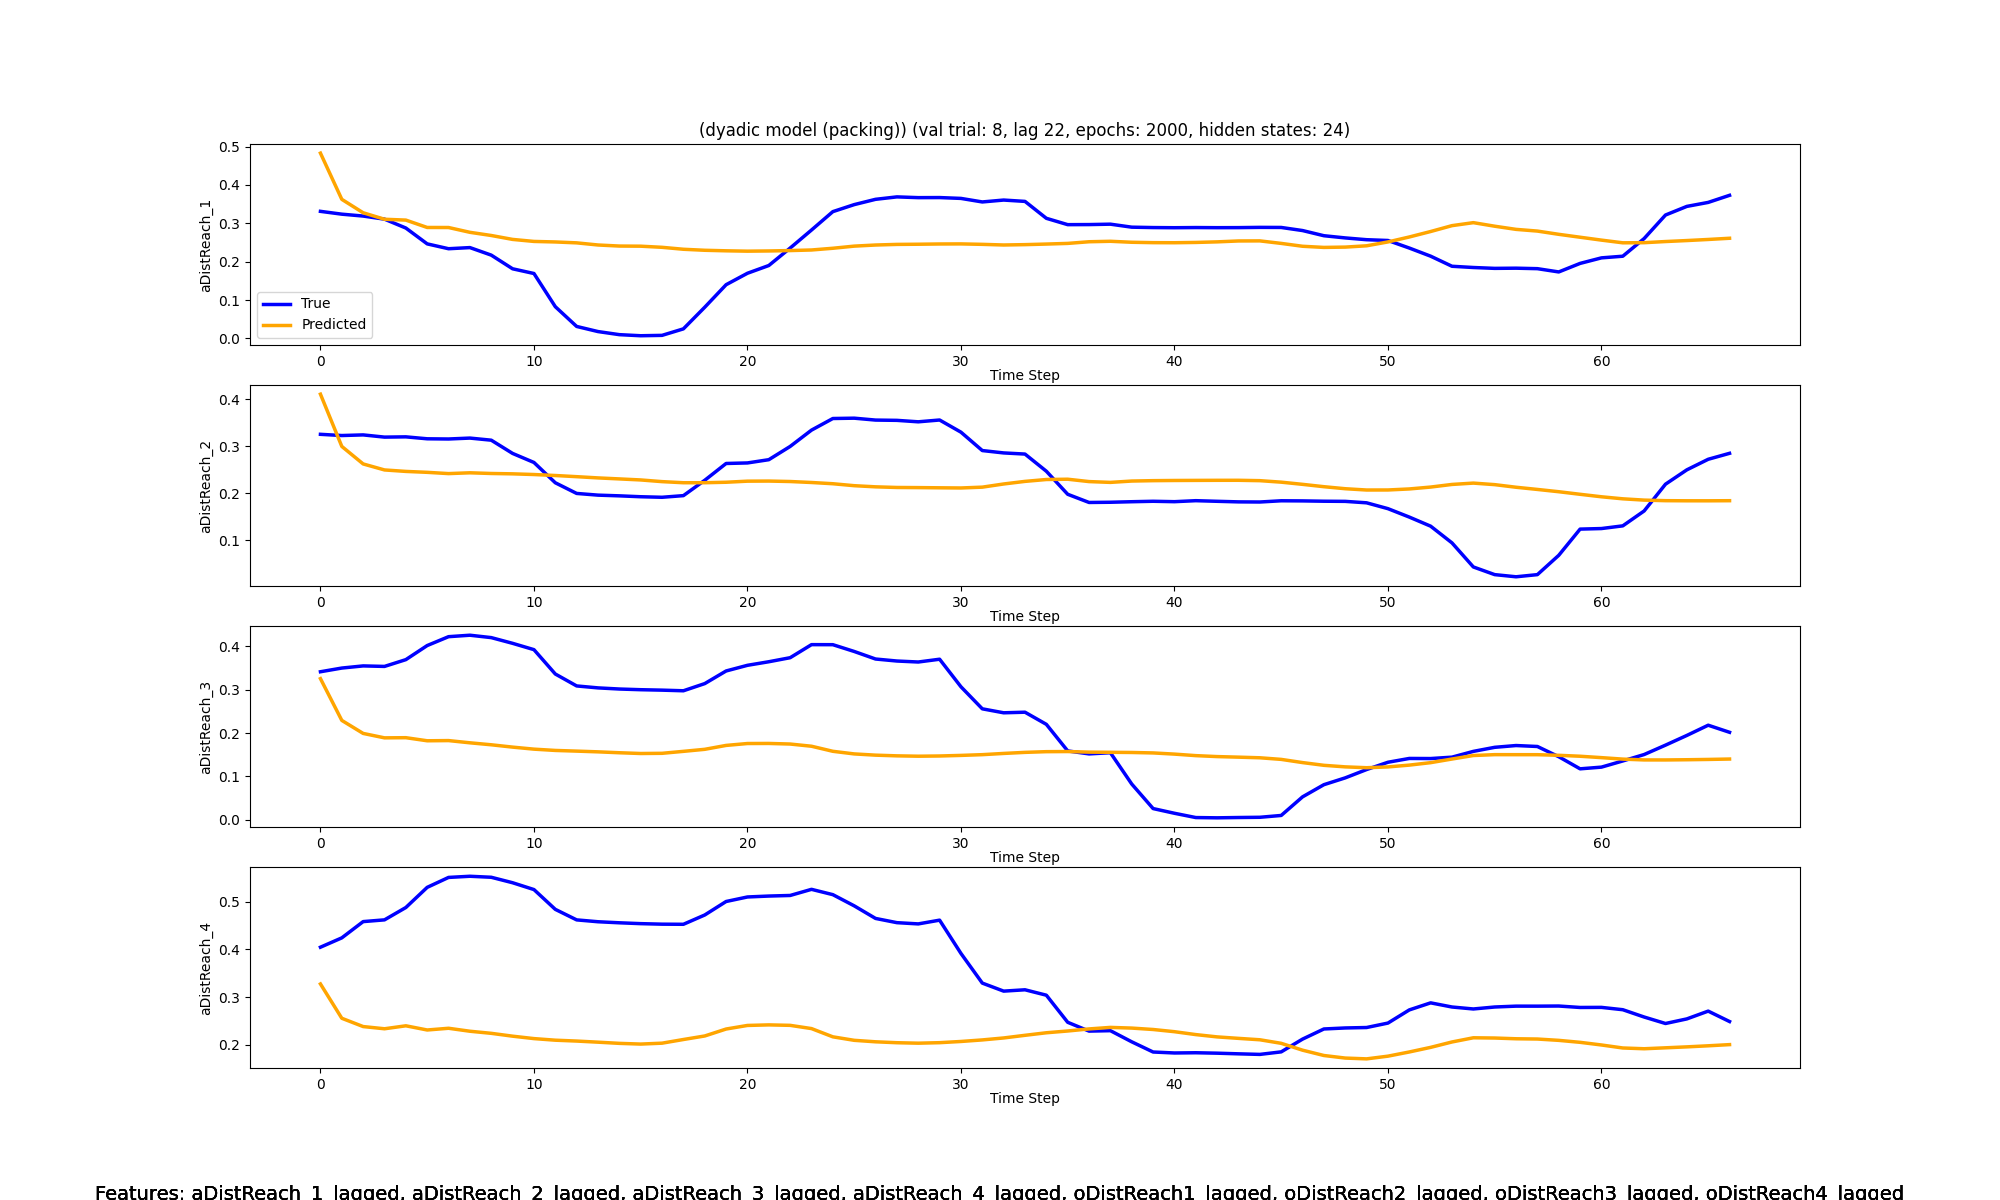 (dyadic model (packing)) (val trial: 8, lag 22, epochs: 2000, hidden states: 24)
0.5
0.4
0.3
0.2
0.1
0.0
aDistReach_1
True
Predicted
0 10 20 30 40 50 60
Time Step
0.4
0.3
0.2
0.1
aDistReach_2
0 10 20 30 40 50 60
Time Step
0.4
0.3
0.2
0.1
0.0
aDistReach_3
0 10 20 30 40 50 60
Time Step
0.5
0.4
0.3
0.2
aDistReach_4
0 10 20 30 40 50 60
Time Step
Features: aDistReach_1_lagged, aDistReach_2_lagged, aDistReach_3_lagged, aDistReach_4_lagged, oDistReach1_lagged, oDistReach2_lagged, oDistReach3_lagged, oDistReach4_lagged